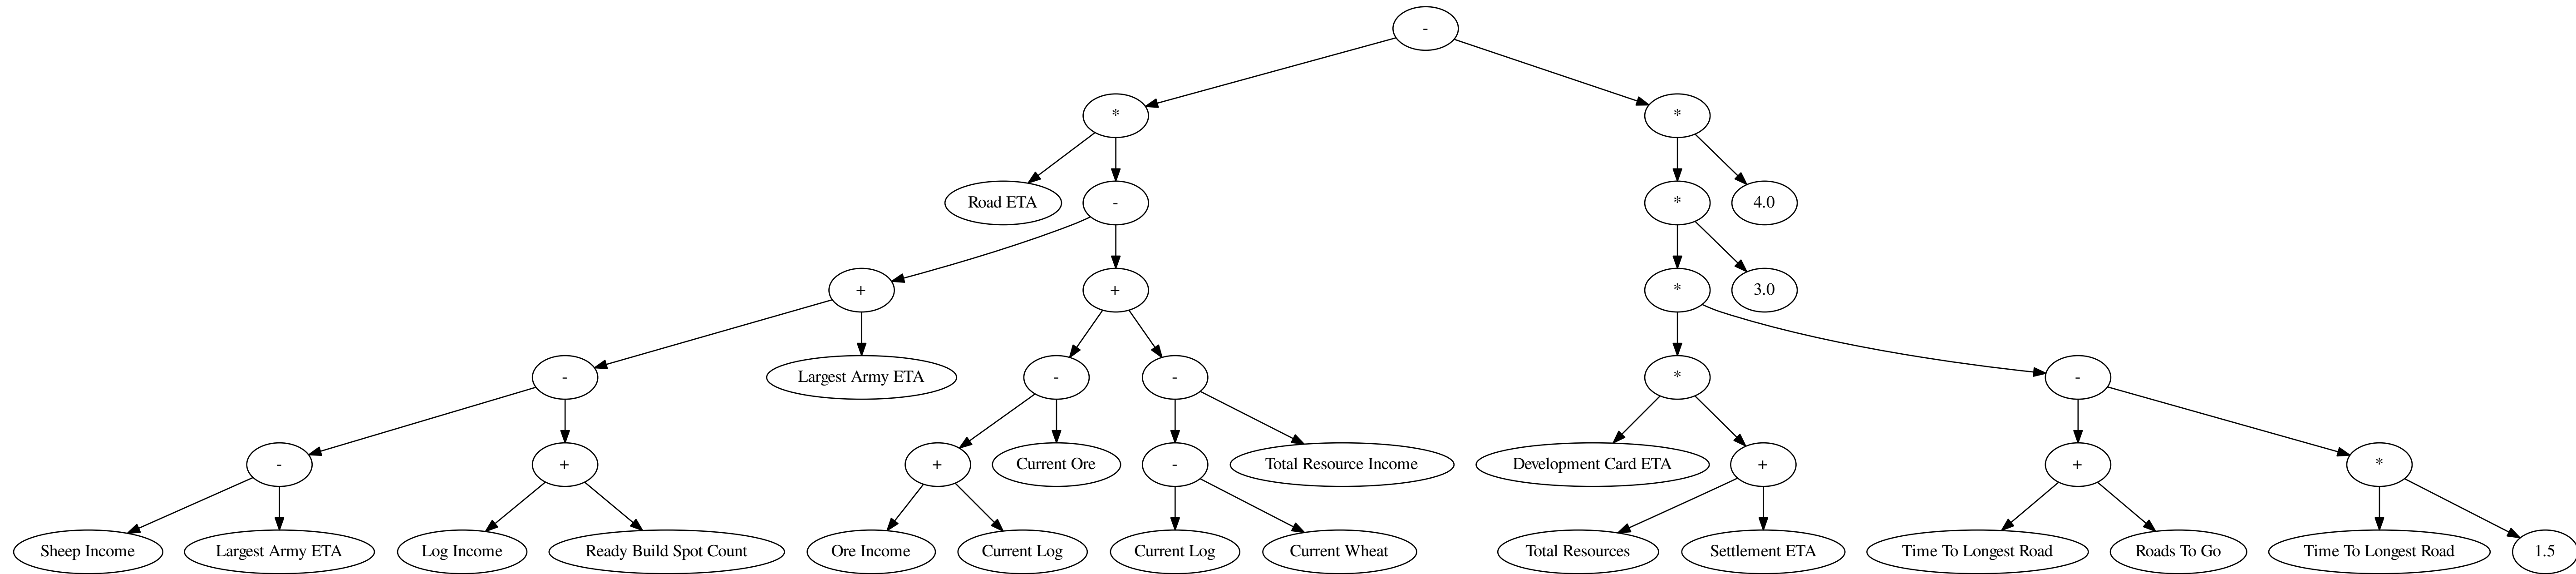 -
*
*
Road ETA
-
*
4.0
+
+
*
3.0
-
Largest Army ETA
-
-
*
-
-
+
+
Current Ore
-
Total Resource Income
Development Card ETA
+
+
*
Sheep Income
Largest Army ETA
Log Income
Ready Build Spot Count
Ore Income
Current Log
Current Log
Current Wheat
Total Resources
Settlement ETA
Time To Longest Road
Roads To Go
Time To Longest Road
1.5